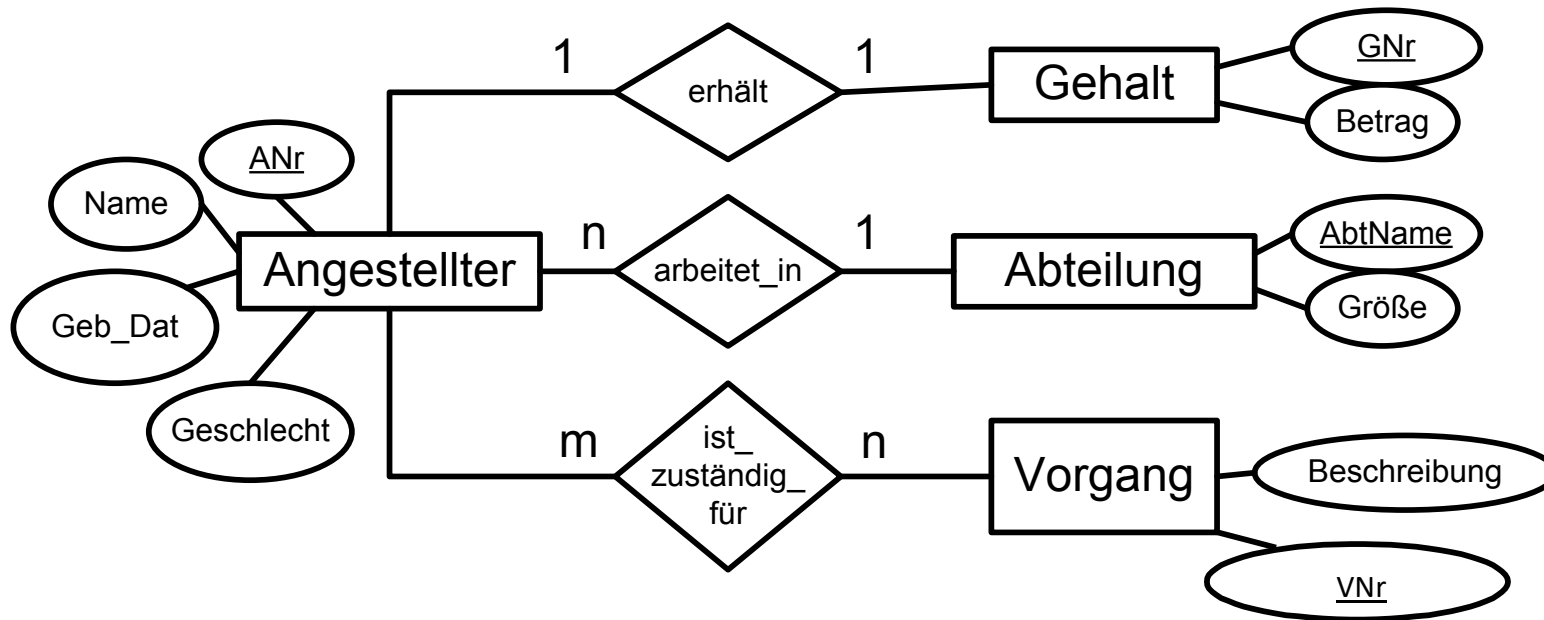 1
erhält
1
Gehalt
GNr
Betrag
ANr
Name
Angestellter
Geb_Dat
Geschlecht
n
arbeitet_in
1
Abteilung
AbtName
Größe
m
ist_
zuständig_
für
n
Vorgang
Beschreibung
VNr